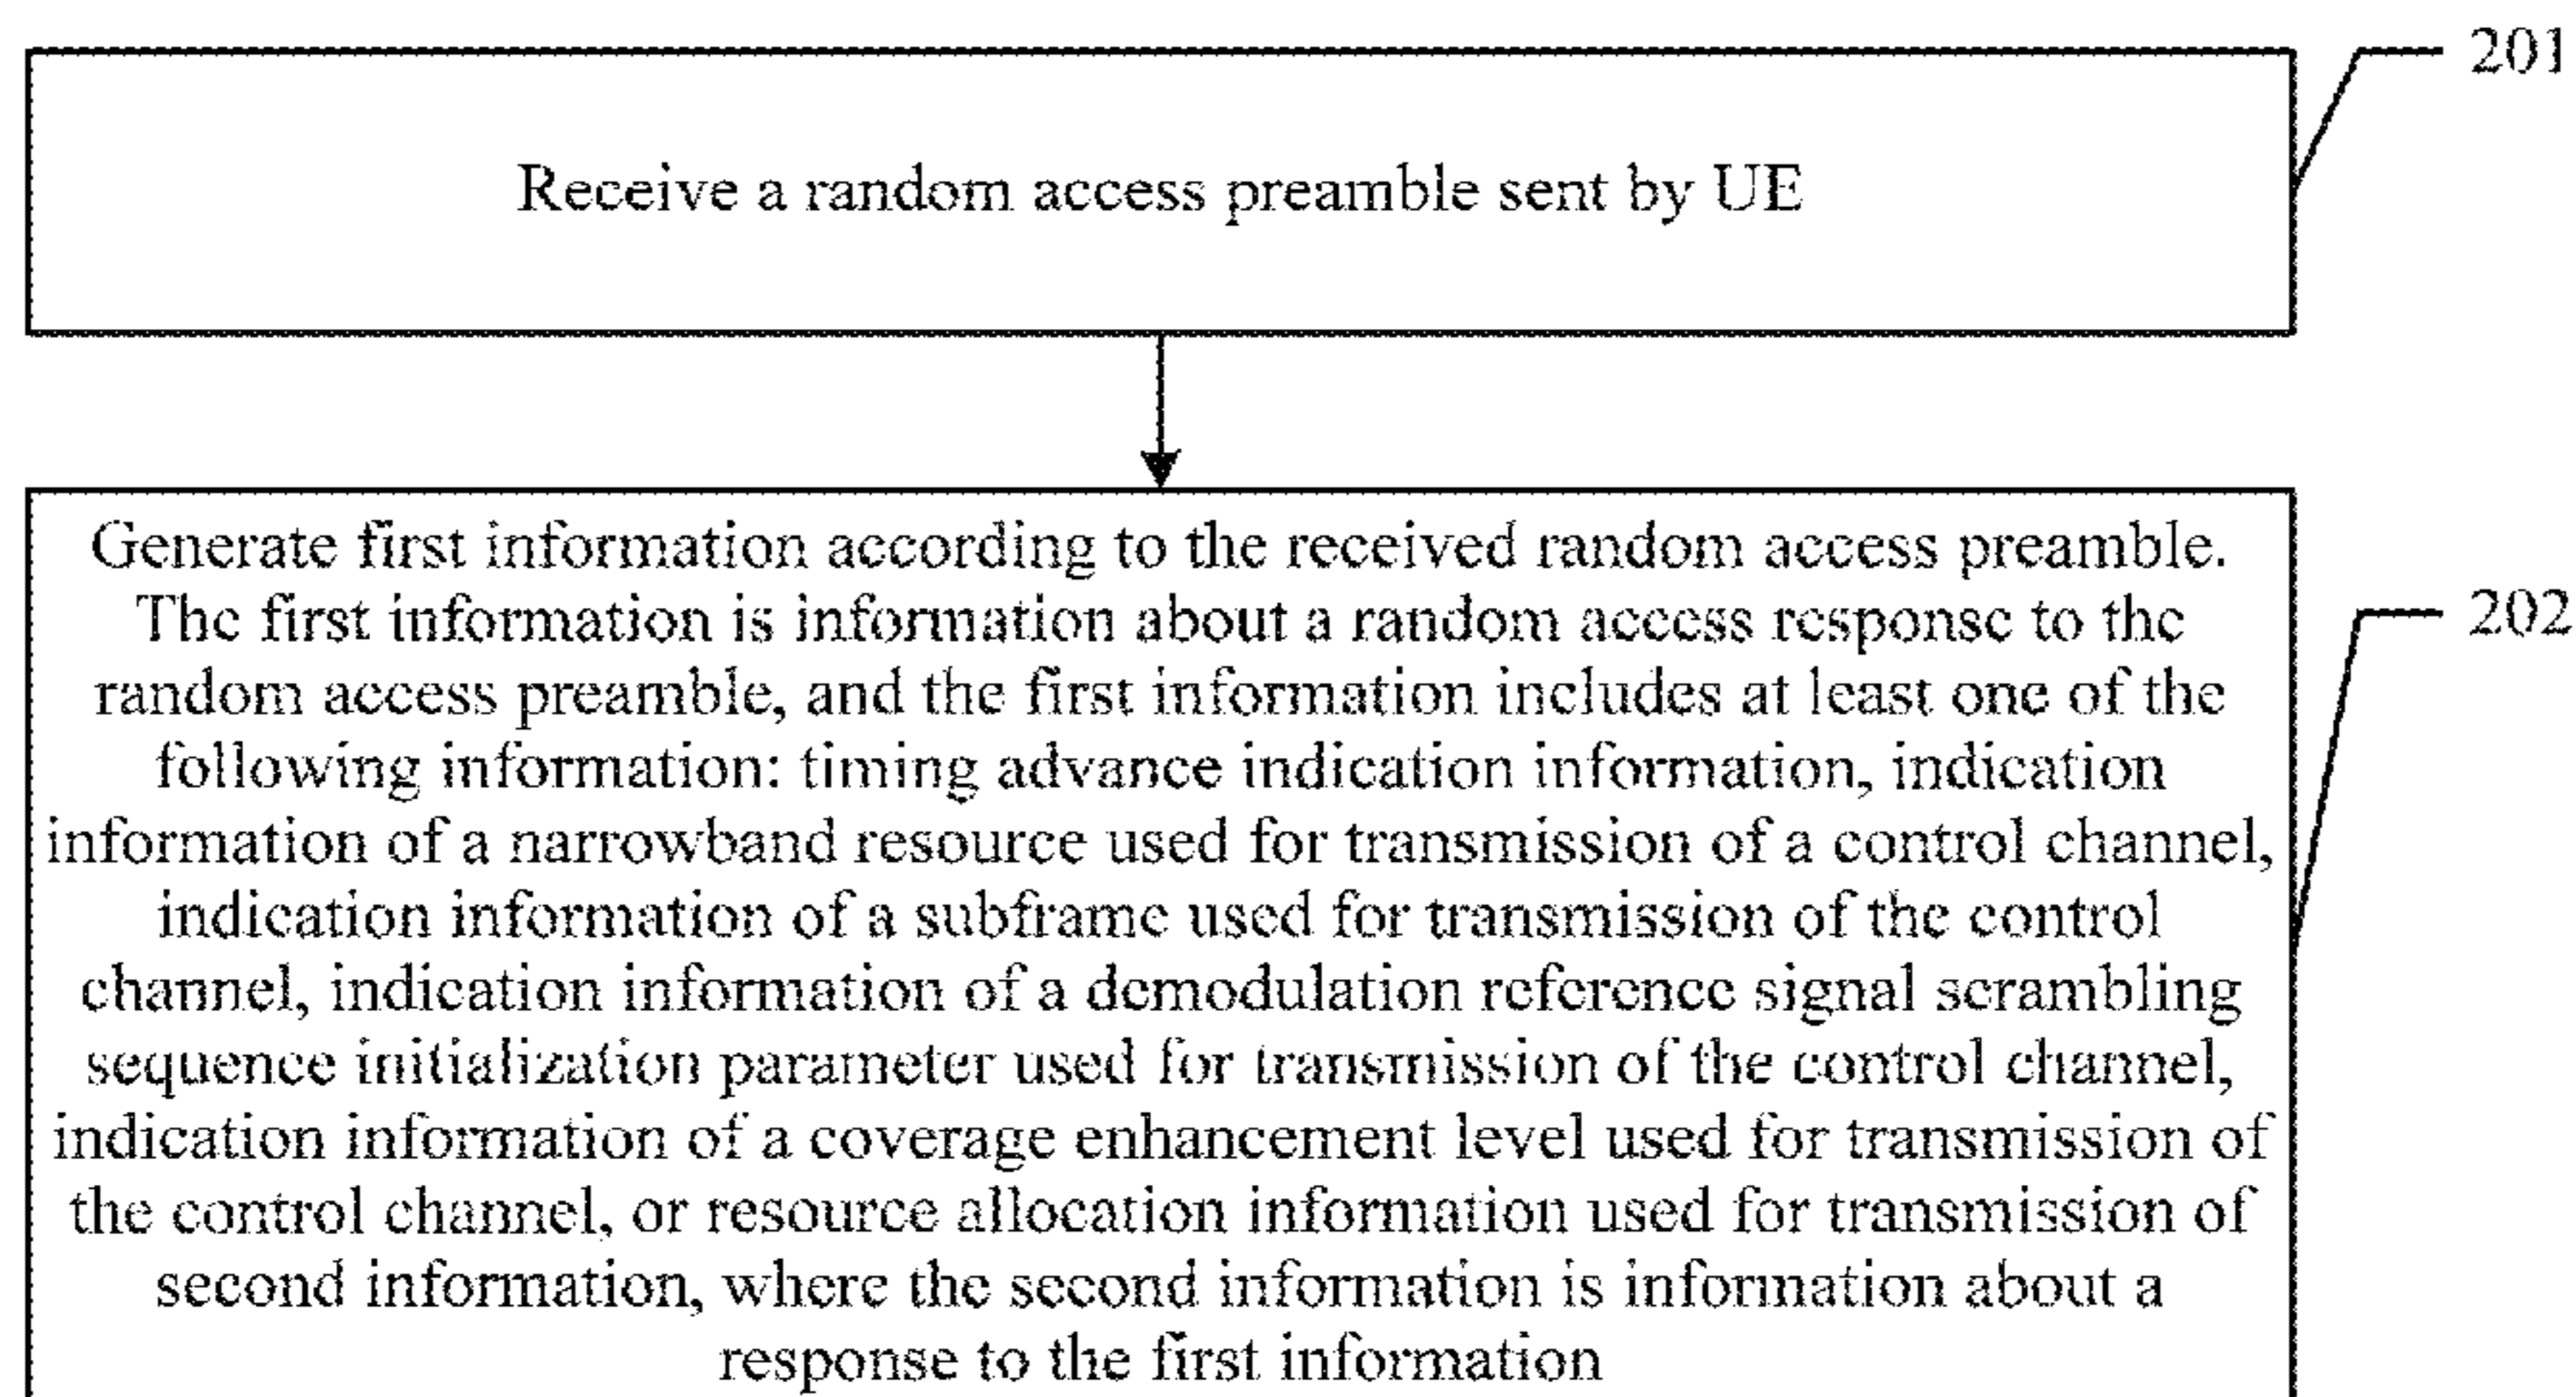 201
Receive a random access preamble sent by UE
Generate first information according to the received random access preamble.
The first information is information about a random access response to the
202
random access preamble, and the first information includes at least one of the
following information: timing advance indication information, indication
information of a narrowband resource used for transmission of a control channel,
indication information of a subframe used for transmission of the control
channel, indication information of a demodulation reference signal scrambling
sequence initialization parameter used for transmission of the control channel,
indication information of a coverage enhancement level used for transmission of
the control channel, or resource allocation information used for transmission of
second information, where the second information is information about a
response to the first information